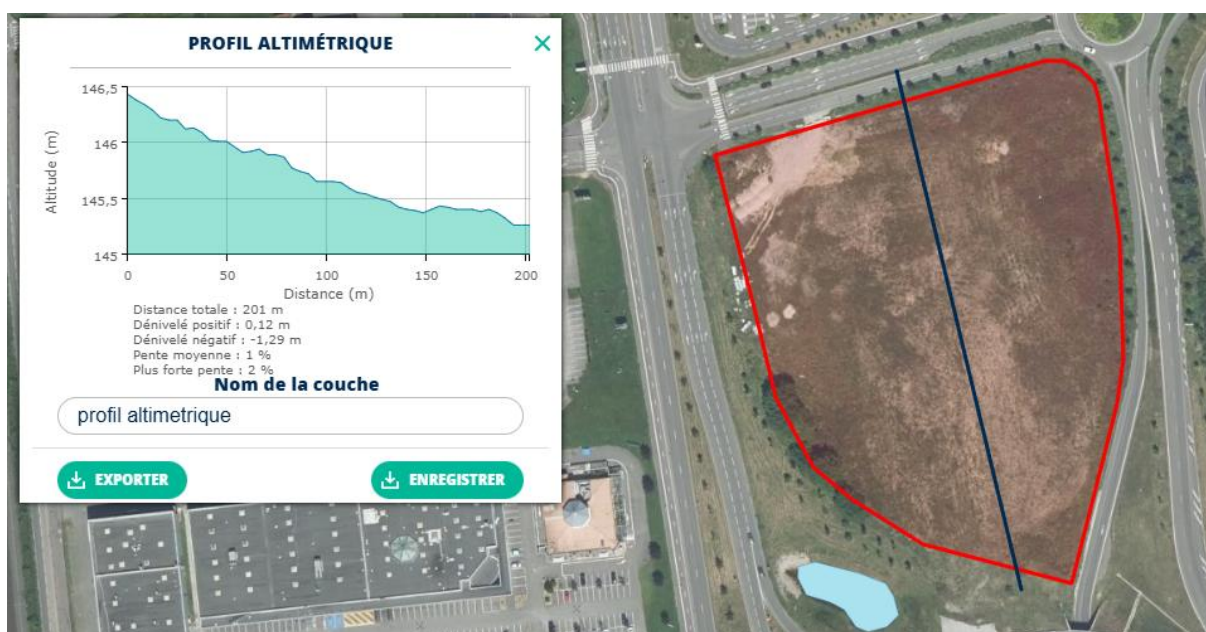 PROFIL ALTIMÉTRIQUE
146,5
146
145,5
145
Altitude (m)
0
50
100
150
200
Distance (m)
Distance totale : 201 m
Dénivelé positif : 0,12 m
Dénivelé négatif : -1,29 m
Pente moyenne : 1 %
Plus forte pente : 2 %
Nom de la couche
profil altimetrique
EXPORTER
ENREGISTRER